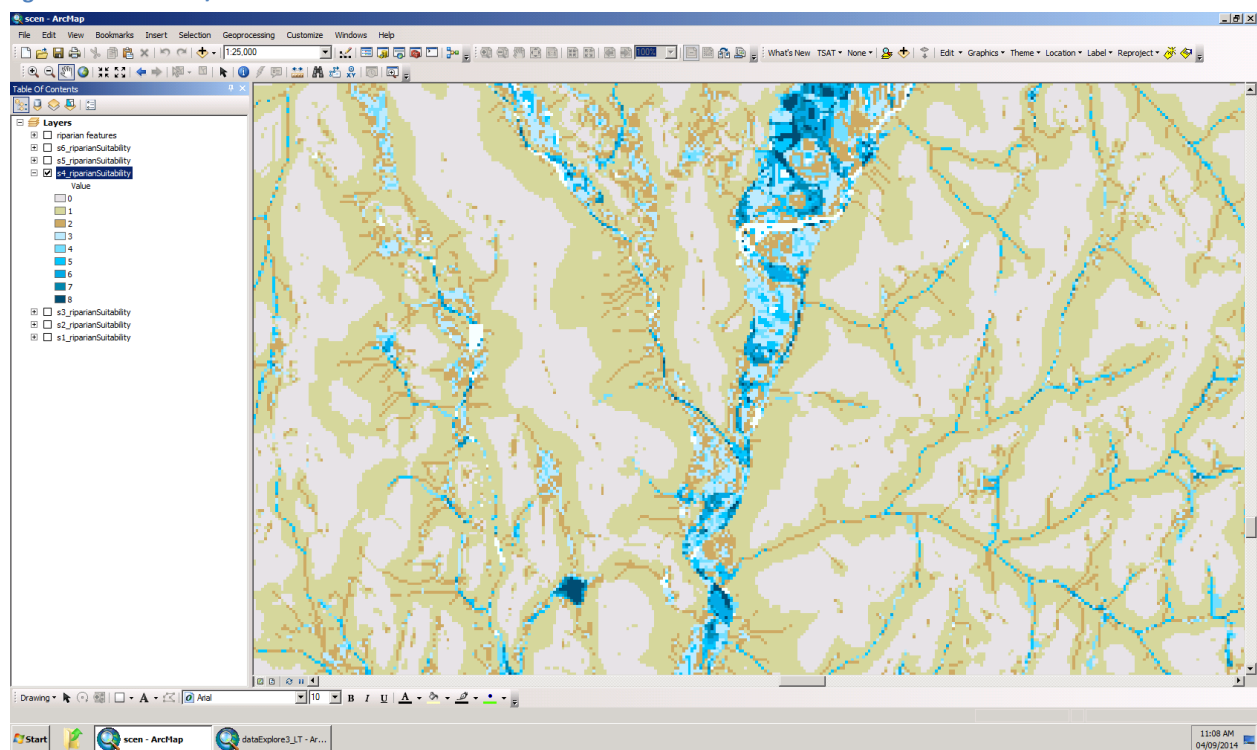 scen - ArcMap
File Edit View Bookmarks Insert Selection Geoprocessing Customize Windows Help
1:25,000
100%
What's New TSAT None Edit Graphics Theme Location Label Reproject
Table Of Contents
Layers
riparian features
s6_riparianSuitability
s5_riparianSuitability
s4_riparianSuitability
Value
0
1
2
3
4
5
6
7
8
s3_riparianSuitability
s2_riparianSuitability
s1_riparianSuitability
Drawing A Arial 10 B I U A
Start scen - ArcMap dataExplore3_LT - Ar... 11:08 AM
04/09/2014